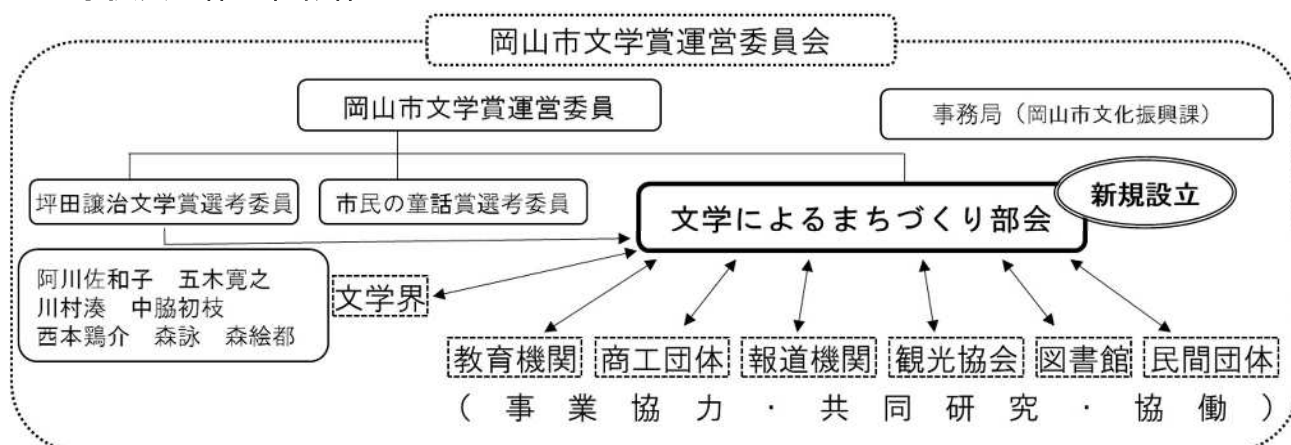 岡山市文学賞運営委員会
岡山市文学賞運営委員
事務局（岡山市文化振興課）
坪田譲治文学賞選考委員
市民の童話賞選考委員
文学によるまちづくり部会
新規設立
阿川佐和子　五木寛之
川村湊　中脇初枝
西本鶏介　森詠　森絵都
文学界
教育機関
商工団体
報道機関
観光協会
図書館
民間団体
（事業協力・共同研究・協働）